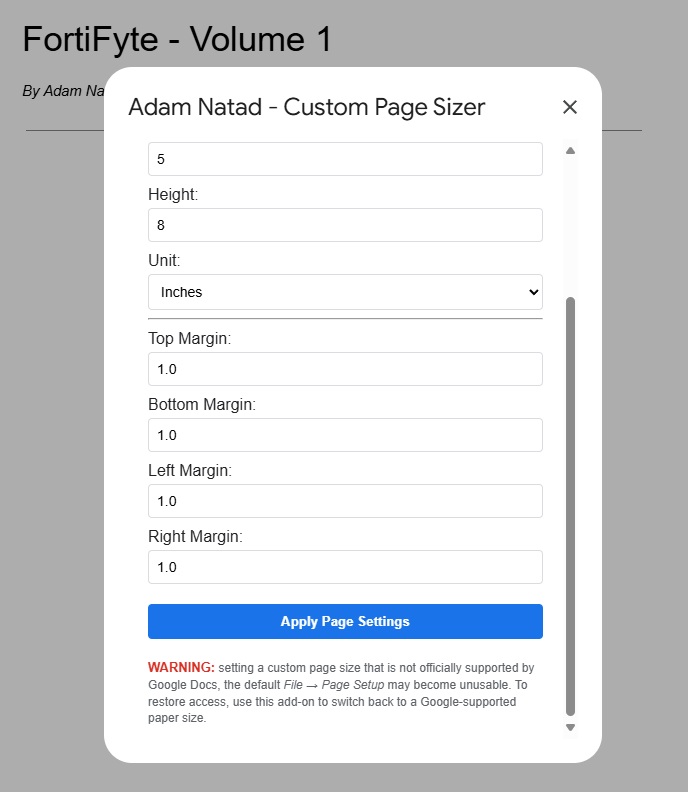 FortiFyte - Volume 1
By Adam Na
Adam Natad - Custom Page Sizer
5
Height:
8
Unit:
Inches
Top Margin:
1.0
Bottom Margin:
1.0
Left Margin:
1.0
Right Margin:
1.0
Apply Page Settings
WARNING: setting a custom page size that is not officially supported by
Google Docs, the default File → Page Setup may become unusable. To
restore access, use this add-on to switch back to a Google-supported
paper size.